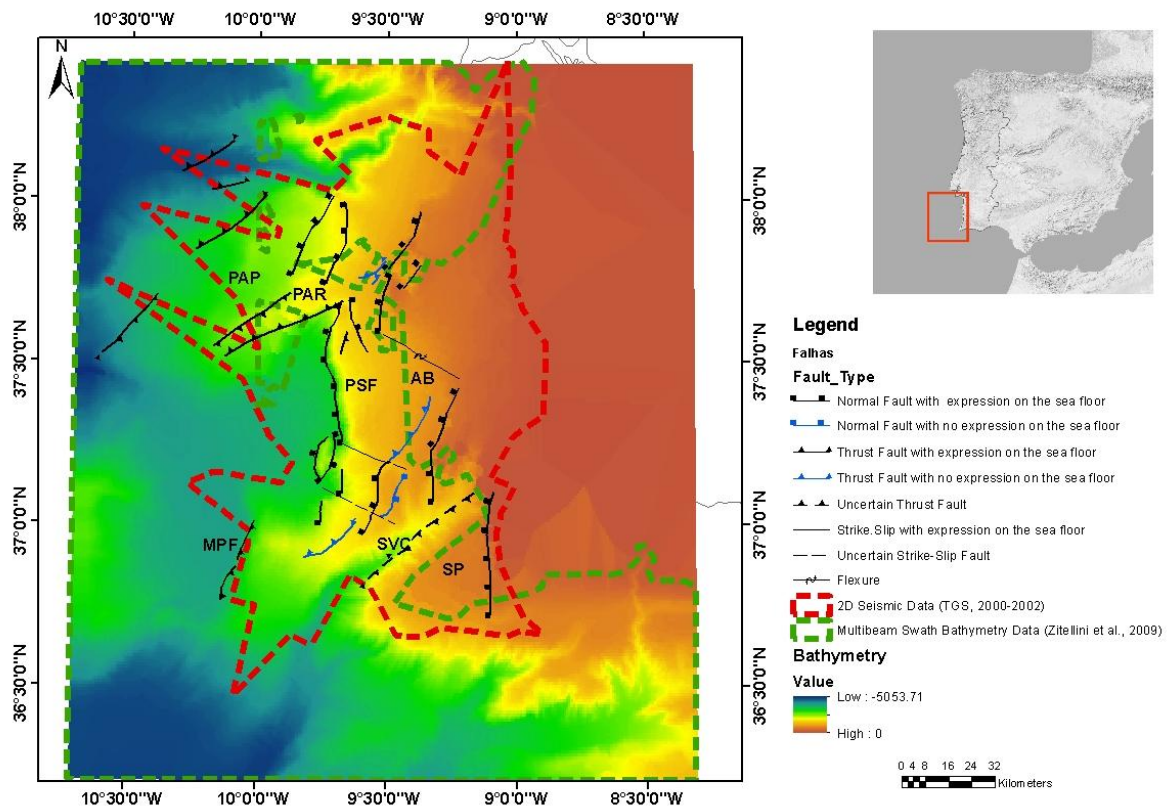 10°30'0"W 10°0'0"W 9°30'0"W 9°0'0"W 8°30'0"W
N
38°0'0"N 38°0'0"N
PAP
PAR
37°30'0"N 37°30'0"N
PSF
AB
37°0'0"N 37°0'0"N
MPF
SVC
SP
36°30'0"N 36°30'0"N
10°30'0"W 10°0'0"W 9°30'0"W 9°0'0"W 8°30'0"W
Legend
Falhas
Fault_Type
Normal Fault with expression on the sea floor
Normal Fault with no expression on the sea floor
Thrust Fault with expression on the sea floor
Thrust Fault with no expression on the sea floor
Uncertain Thrust Fault
Strike.Slip with expression on the sea floor
Uncertain Strike-Slip Fault
Flexure
2D Seismic Data (TGS, 2000-2002)
Multibeam Swath Bathymetry Data (Zitellini et al., 2009)
Bathymetry
Value
Low : -5053.71
High : 0
0 4 8 16 24 32
Kilometers